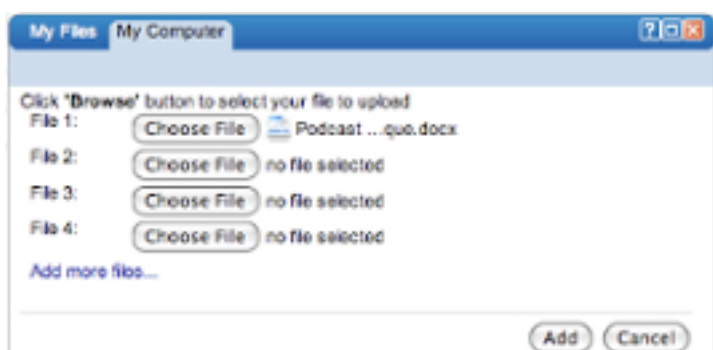 My Files My Computer ?
Click "Browse" button to select your file to upload
File 1: Choose File Podcast ...que.docx
File 2: Choose File no file selected
File 3: Choose File no file selected
File 4: Choose File no file selected
Add more files...
Add Cancel